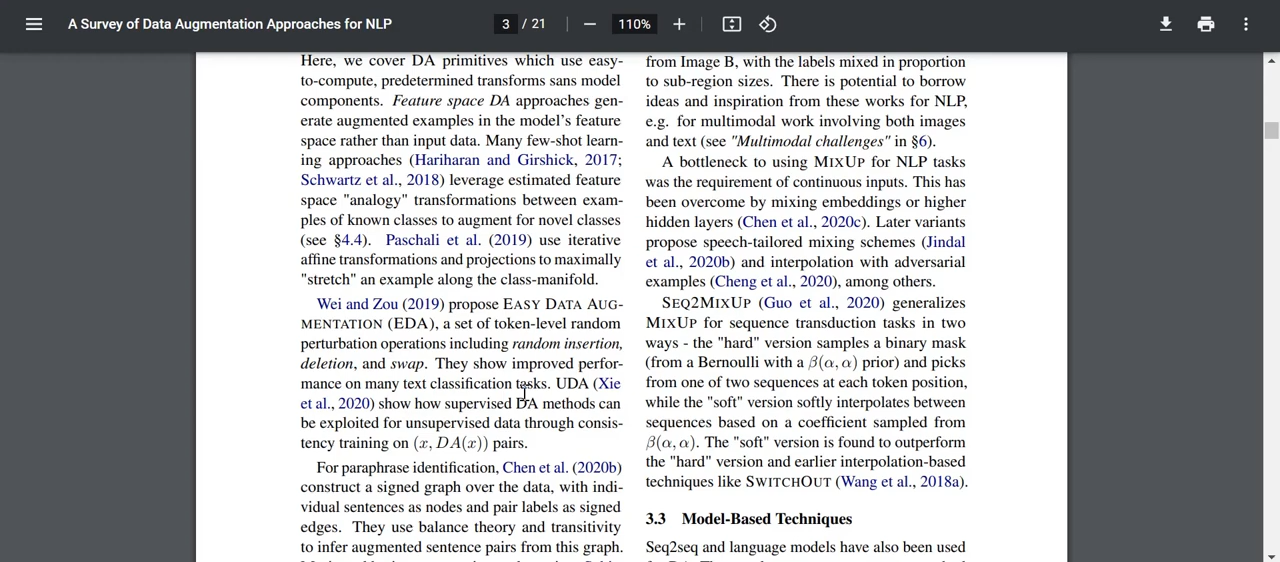 A Survey of Data Augmentation Approaches for NLP
3 / 21
110%
Here, we cover DA primitives which use easy-
to-compute, predetermined transforms sans model
components. Feature space DA approaches gen-
erate augmented examples in the model's feature
space rather than input data. Many few-shot learn-
ing approaches (Hariharan and Girshick, 2017;
Schwartz et al., 2018) leverage estimated feature
space "analogy" transformations between exam-
ples of known classes to augment for novel classes
(see §4.4). Paschali et al. (2019) use iterative
affine transformations and projections to maximally
"stretch" an example along the class-manifold.
Wei and Zou (2019) propose EASY DATA AUG-
MENTATION (EDA), a set of token-level random
perturbation operations including random insertion,
deletion, and swap. They show improved perfor-
mance on many text classification tasks. UDA (Xie
et al., 2020) show how supervised DA methods can
be exploited for unsupervised data through consis-
tency training on (x, DA(x)) pairs.
For paraphrase identification, Chen et al. (2020b)
construct a signed graph over the data, with indi-
vidual sentences as nodes and pair labels as signed
edges. They use balance theory and transitivity
to infer augmented sentence pairs from this graph.
from Image B, with the labels mixed in proportion
to sub-region sizes. There is potential to borrow
ideas and inspiration from these works for NLP,
e.g. for multimodal work involving both images
and text (see "Multimodal challenges" in §6).
A bottleneck to using MIXUP for NLP tasks
was the requirement of continuous inputs. This has
been overcome by mixing embeddings or higher
hidden layers (Chen et al., 2020c). Later variants
propose speech-tailored mixing schemes (Jindal
et al., 2020b) and interpolation with adversarial
examples (Cheng et al., 2020), among others.
SEQ2MIXUP (Guo et al., 2020) generalizes
MIXUP for sequence transduction tasks in two
ways - the "hard" version samples a binary mask
(from a Bernoulli with a β(α, α) prior) and picks
from one of two sequences at each token position,
while the "soft" version softly interpolates between
sequences based on a coefficient sampled from
β(α, α). The "soft" version is found to outperform
the "hard" version and earlier interpolation-based
techniques like SWITCHOUT (Wang et al., 2018a).
3.3 Model-Based Techniques
Seq2seq and language models have also been used